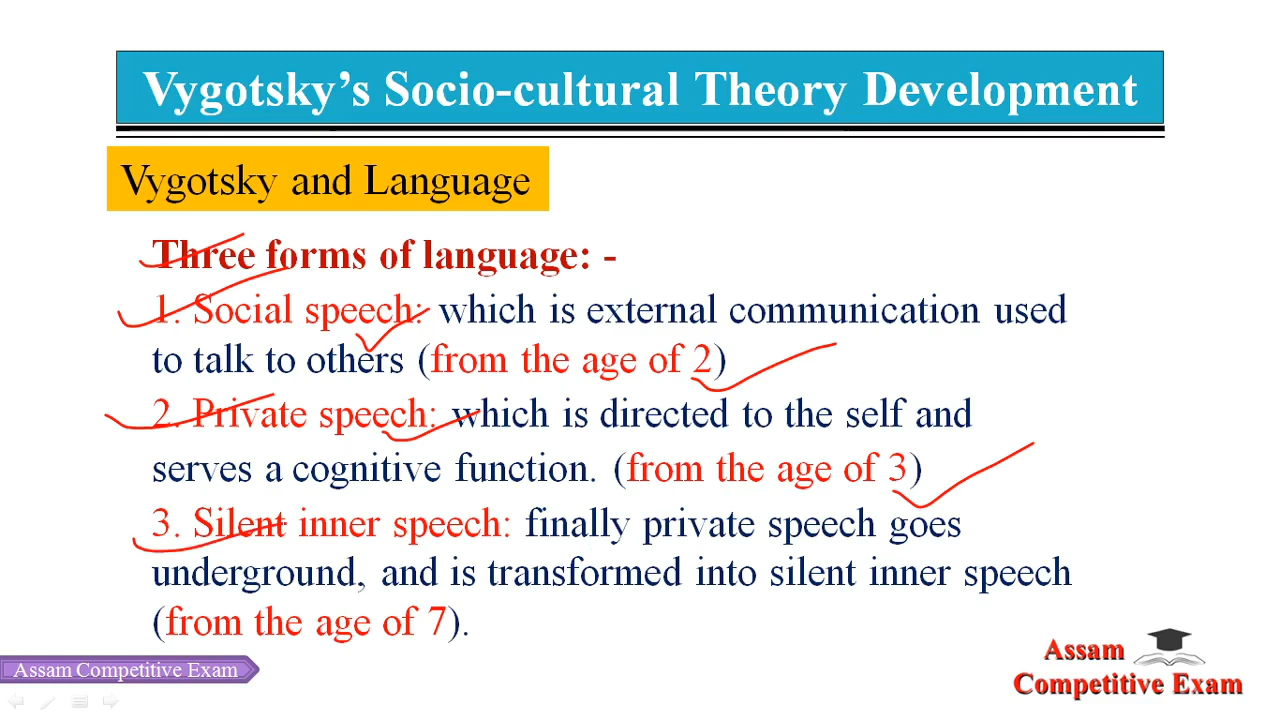 Vygotsky's Socio-cultural Theory Development
Vygotsky and Language
Three forms of language: -
1. Social speech: which is external communication used
to talk to others (from the age of 2)
2. Private speech: which is directed to the self and
serves a cognitive function. (from the age of 3)
3. Silent inner speech: finally private speech goes
underground, and is transformed into silent inner speech
(from the age of 7).
Assam Competitive Exam
Assam
Competitive Exam